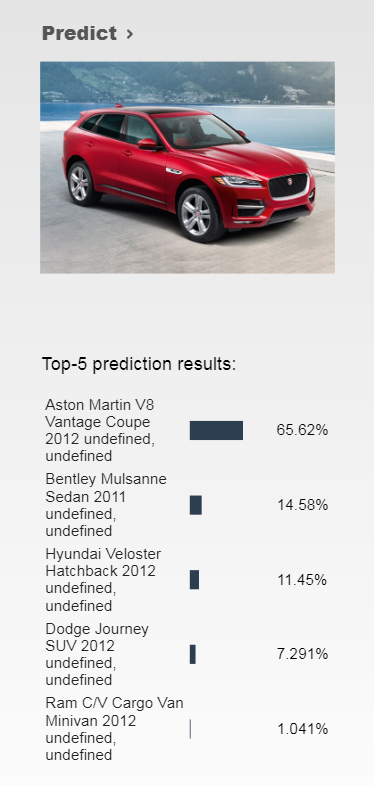 Predict ›
Top-5 prediction results:
Aston Martin V8
Vantage Coupe
2012 undefined,
undefined
65.62%
Bentley Mulsanne
Sedan 2011
undefined,
undefined
14.58%
Hyundai Veloster
Hatchback 2012
undefined,
undefined
11.45%
Dodge Journey
SUV 2012
undefined,
undefined
7.291%
Ram C/V Cargo Van
Minivan 2012
undefined,
undefined
1.041%